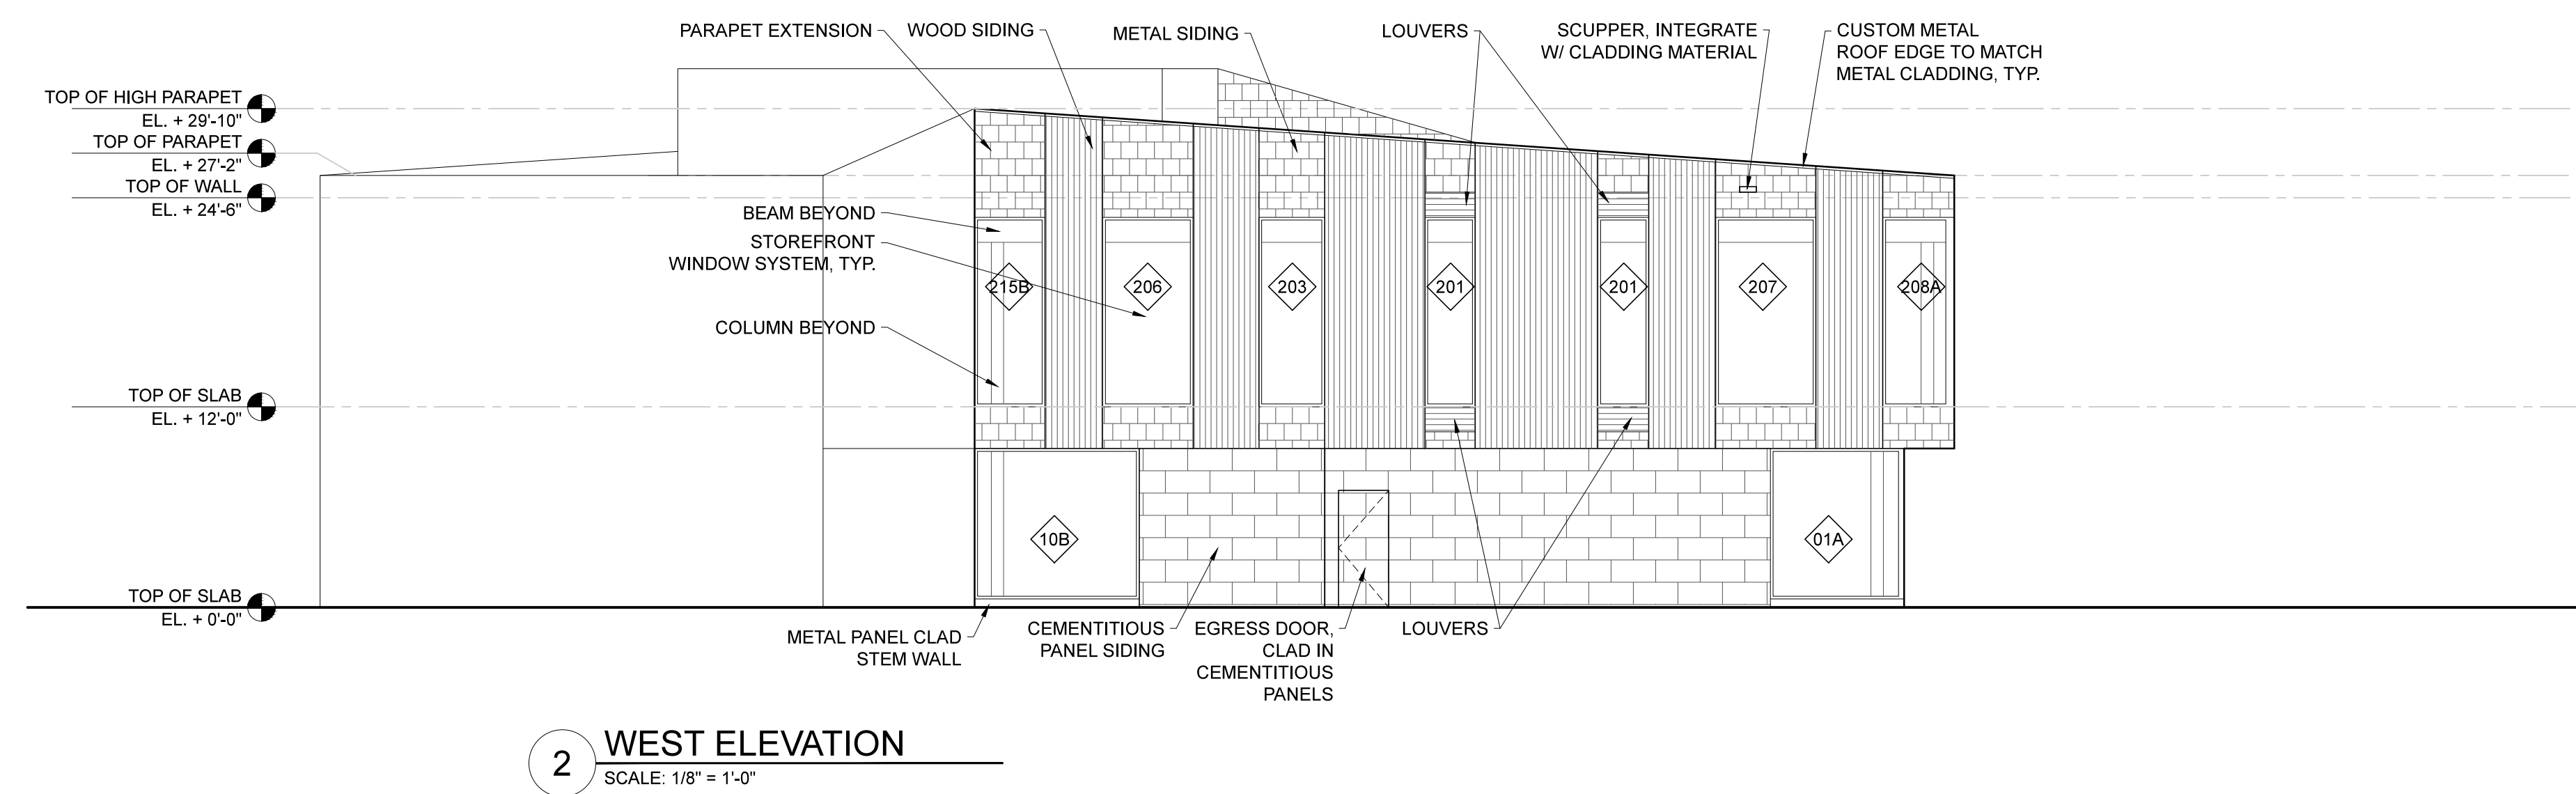 PARAPET EXTENSION
WOOD SIDING
METAL SIDING
LOUVERS
SCUPPER, INTEGRATE
W/ CLADDING MATERIAL
CUSTOM METAL
ROOF EDGE TO MATCH
METAL CLADDING, TYP.
TOP OF HIGH PARAPET
EL. + 29'-10"
TOP OF PARAPET
EL. + 27'-2"
TOP OF WALL
EL. + 24'-6"
BEAM BEYOND
STOREFRONT
WINDOW SYSTEM, TYP.
215B
206
203
201
201
207
208A
COLUMN BEYOND
TOP OF SLAB
EL. + 12'-0"
10B
01A
TOP OF SLAB
EL. + 0'-0"
METAL PANEL CLAD
STEM WALL
CEMENTITIOUS
PANEL SIDING
EGRESS DOOR,
CLAD IN
CEMENTITIOUS
PANELS
LOUVERS
2
WEST ELEVATION
SCALE: 1/8" = 1'-0"